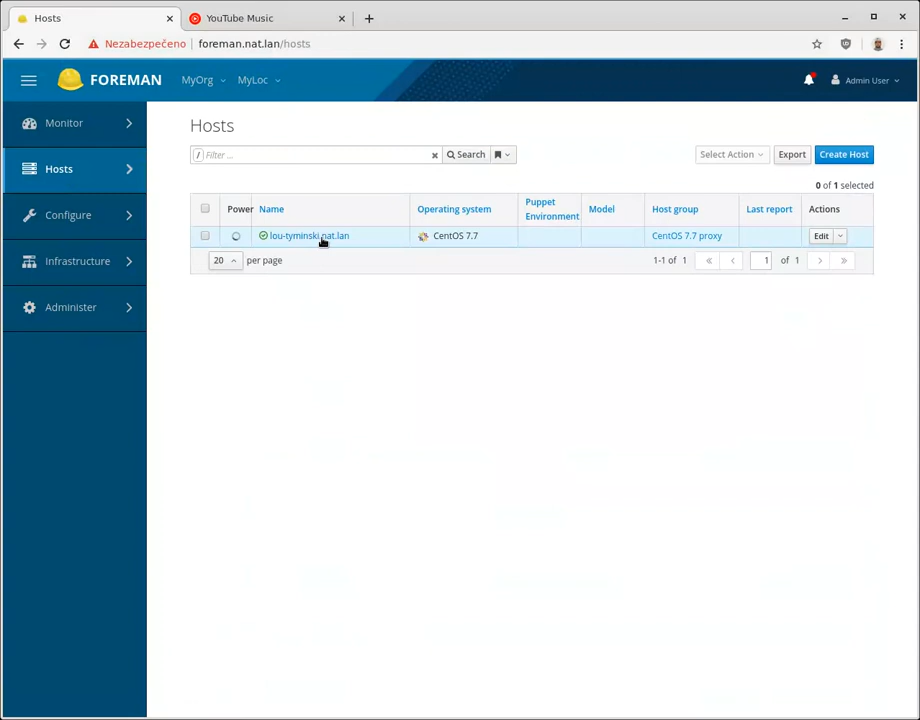 Hosts
YouTube Music
Nezabezpečeno
foreman.nat.lan/hosts
FOREMAN
MyOrg
MyLoc
Admin User
Monitor
Hosts
Configure
Infrastructure
Administer
Hosts
/ Filter ...
Search
Select Action
Export
Create Host
0 of 1 selected
Power
Name
Operating system
Puppet Environment
Model
Host group
Last report
Actions
lou-tyminski.nat.lan
CentOS 7.7
CentOS 7.7 proxy
Edit
20 per page
1-1 of 1
1 of 1